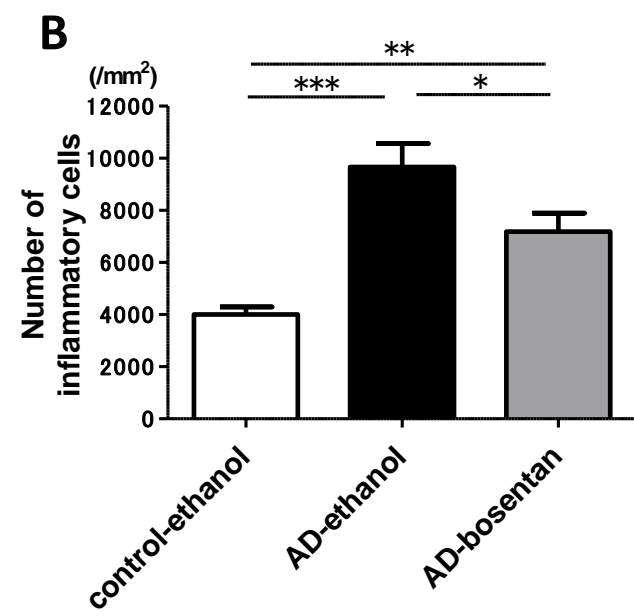 B
**
(/mm²)
***
*
12000
10000
8000
6000
4000
2000
0
Number of
inflammatory cells
control-ethanol
AD-ethanol
AD-bosentan